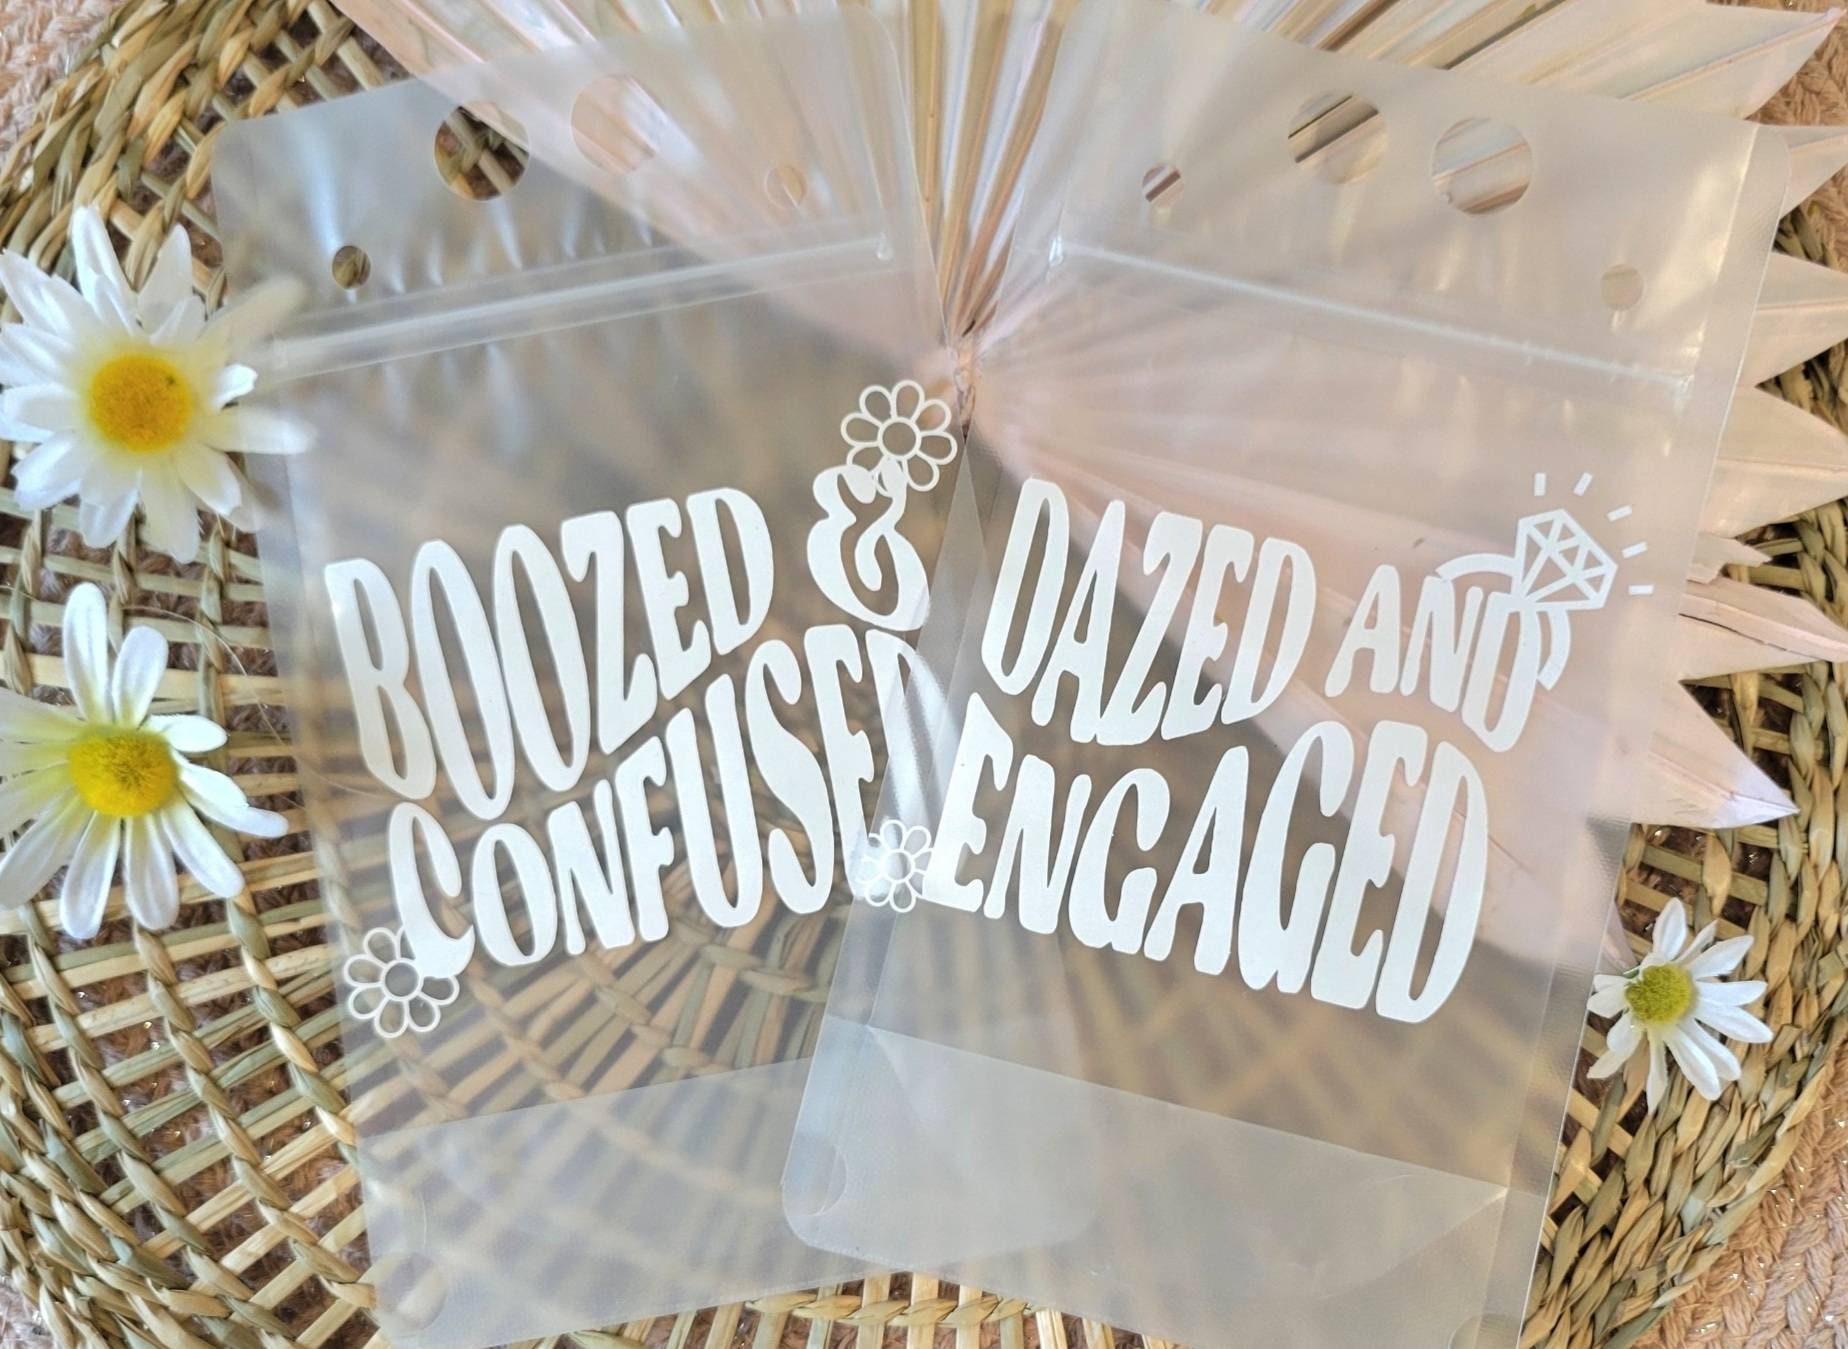 BOOZED &
CONFUSED
DAZED AND
ENGAGED